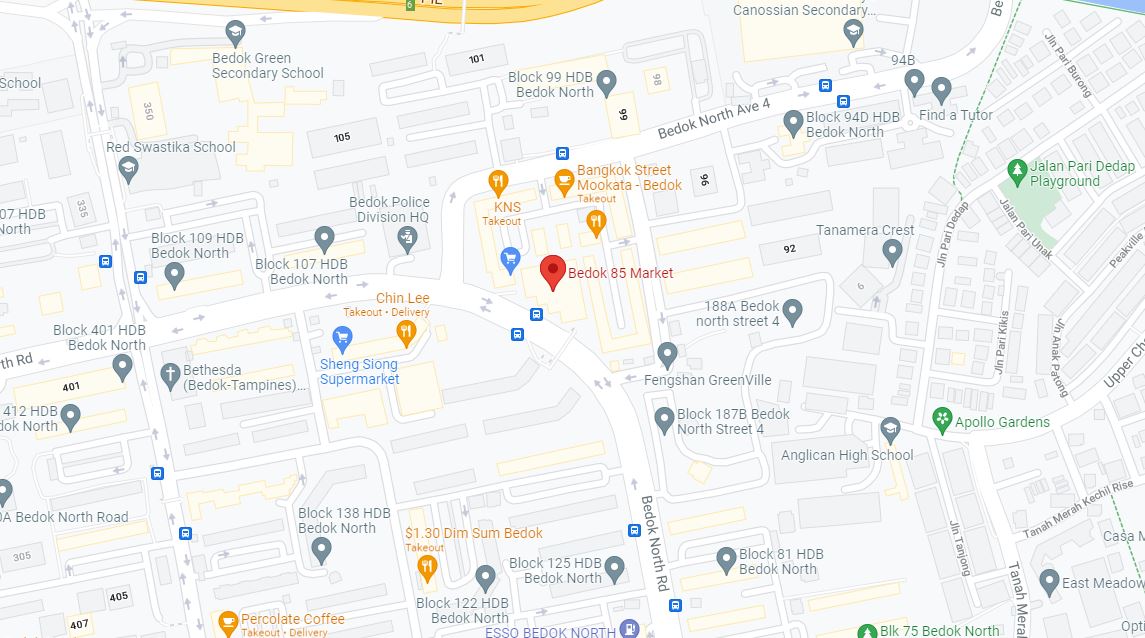 6
PIE
Canossian Secondary...
Bedok Green
Secondary School
101
Block 99 HDB
Bedok North
98
94B
Jln Pari Burong
School
350
99
Bedok North Ave 4
Block 94D HDB
Bedok North
Find a Tutor
105
Red Swastika School
Bangkok Street
Mookata - Bedok
Takeout
96
Jalan Pari Dedap
Playground
335
07 HDB
North
Bedok Police
Division HQ
KNS
Takeout
Jln Pari Dedap
Jalan Pari Unak
Peakville
Block 109 HDB
Bedok North
Block 107 HDB
Bedok North
92
Tanamera Crest
Bedok 85 Market
6
Chin Lee
Takeout • Delivery
188A Bedok
north street 4
Jln Pari Kikis
Jln Anak Patong
Block 401 HDB
Bedok North
th Rd
Sheng Siong
Supermarket
Bethesda
(Bedok-Tampines)...
401
Fengshan GreenVille
Upper Ch
412 HDB
dok North
Block 187B Bedok
North Street 4
Apollo Gardens
Anglican High School
0A Bedok North Road
Block 138 HDB
Bedok North
Bedok North Rd
Tanah Merah Kechil Rise
$1.30 Dim Sum Bedok
Takeout
Jln Tanjong
Casa M
305
Block 125 HDB
Bedok North
Block 81 HDB
Bedok North
Tanah Mera
East Meadow
405
Block 122 HDB
Bedok North
407
Percolate Coffee
Takeout • Delivery
ESSO BEDOK NORTH
Blk 75 Bedok North
Opt